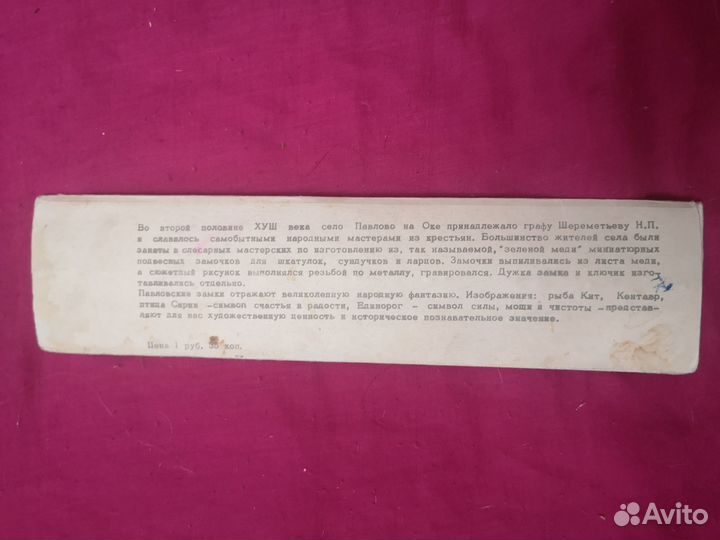 Во второй половине ХУШ века село Павлово на Оке принадлежало графу Шереметьеву Н.П.
и славилось самобытными народными мастерами из крестьян. Большинство жителей села были
заняты в слесарных мастерских по изготовлению из, так называемой, "зеленой меди" миниатюрных
подвесных замочков для шкатулок, сундучков и ларцов. Замочки выпиливались из листа меди,
а сюжетный рисунок выполнялся резьбой по металлу, гравировался. Дужка замка и ключик изго-
тавливались отдельно.
Павловские замки отражают великолепную народную фантазию. Изображения: рыба Кит, Кентавр,
птица Сирин -символ счастья и радости, Единорог - символ силы, мощи и чистоты -представ-
ляют для нас художественную ценность и историческое познавательное значение.
Цена 1 руб. 35 коп.
Avito